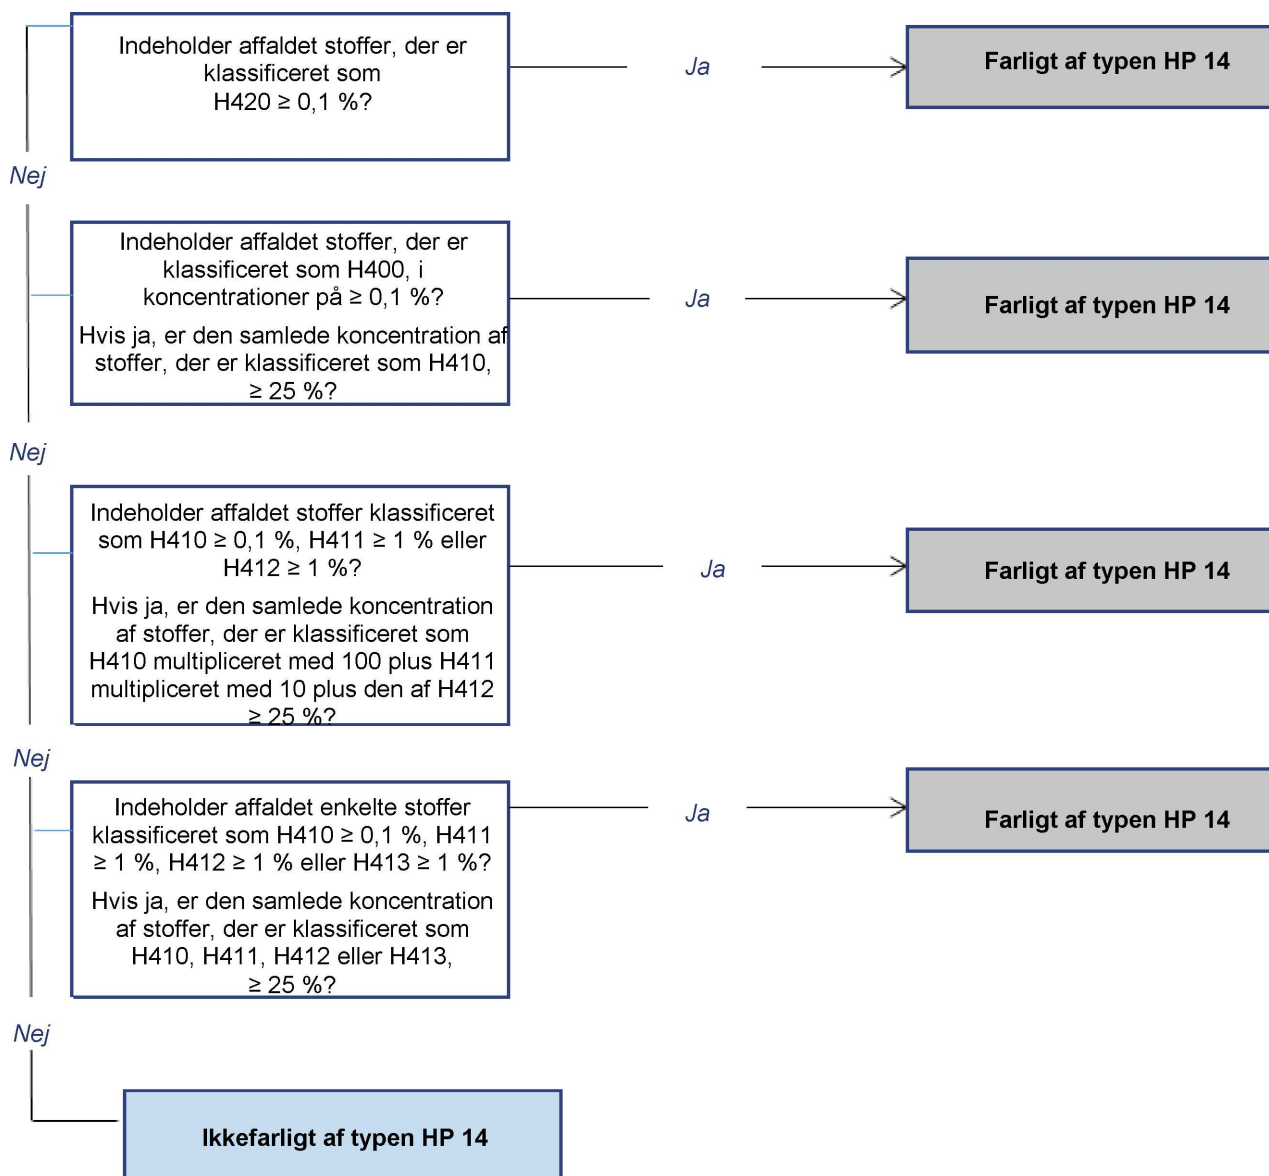 Indeholder affaldet stoffer, der er
klassificeret som
H420 ≥ 0,1 %?
Ja
Farligt af typen HP 14
Nej
Indeholder affaldet stoffer, der er
klassificeret som H400, i
koncentrationer på ≥ 0,1 %?
Hvis ja, er den samlede koncentration af
stoffer, der er klassificeret som H410,
≥ 25 %?
Ja
Farligt af typen HP 14
Nej
Indeholder affaldet stoffer klassificeret
som H410 ≥ 0,1 %, H411 ≥ 1 % eller
H412 ≥ 1 %?
Hvis ja, er den samlede koncentration
af stoffer, der er klassificeret som
H410 multipliceret med 100 plus H411
multipliceret med 10 plus den af H412
≥ 25 %?
Ja
Farligt af typen HP 14
Nej
Indeholder affaldet enkelte stoffer
klassificeret som H410 ≥ 0,1 %, H411
≥ 1 %, H412 ≥ 1 % eller H413 ≥ 1 %?
Hvis ja, er den samlede koncentration
af stoffer, der er klassificeret som
H410, H411, H412 eller H413,
≥ 25 %?
Ja
Farligt af typen HP 14
Nej
Ikkefarligt af typen HP 14